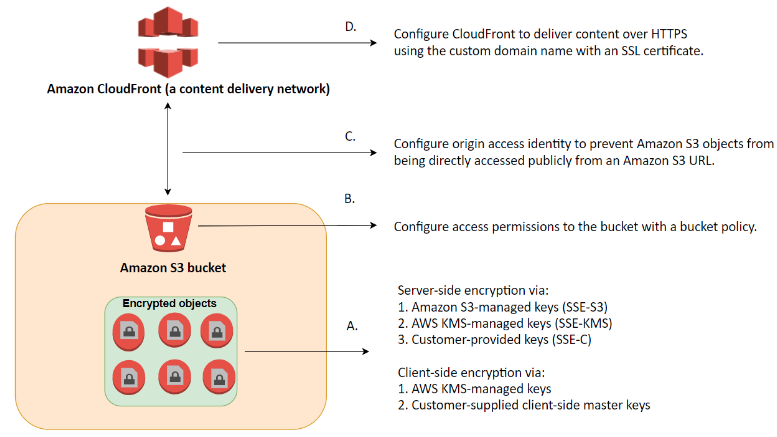 D.
Configure CloudFront to deliver content over HTTPS
using the custom domain name with an SSL certificate.
Amazon CloudFront (a content delivery network)
C.
Configure origin access identity to prevent Amazon S3 objects from
being directly accessed publicly from an Amazon S3 URL.
B.
Configure access permissions to the bucket with a bucket policy.
Amazon S3 bucket
Encrypted objects
A.
Server-side encryption via:
1. Amazon S3-managed keys (SSE-S3)
2. AWS KMS-managed keys (SSE-KMS)
3. Customer-provided keys (SSE-C)
Client-side encryption via:
1. AWS KMS-managed keys
2. Customer-supplied client-side master keys